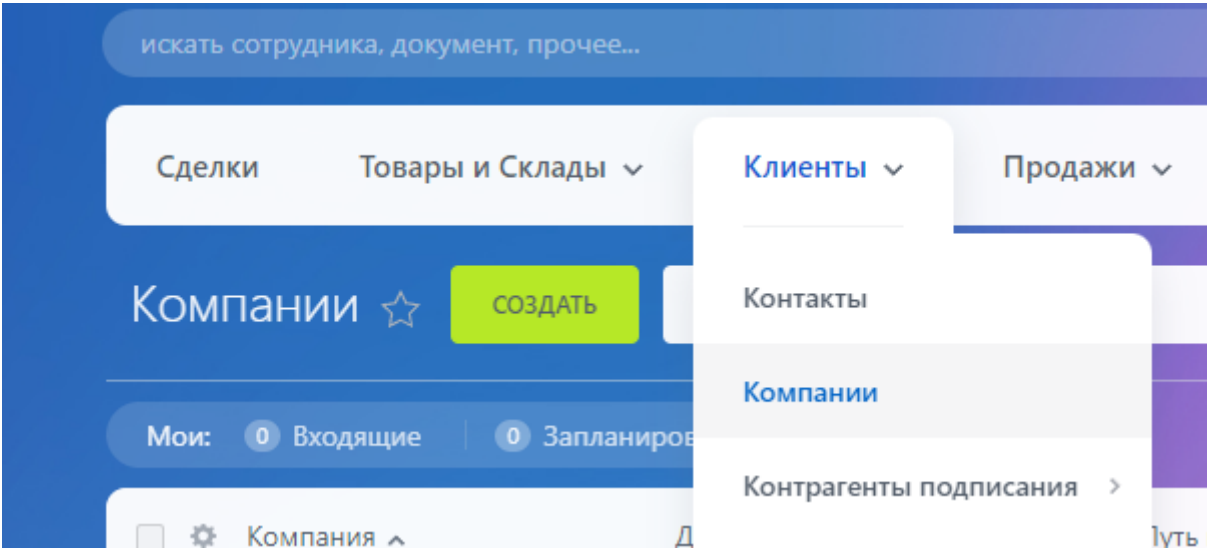 искать сотрудника, документ, прочее...
Сделки Товары и Склады Клиенты Продажи
Компании СОЗДАТЬ
Контакты
Компании
Мои: 0 Входящие 0 Запланиров
Контрагенты подписания
Компания Д